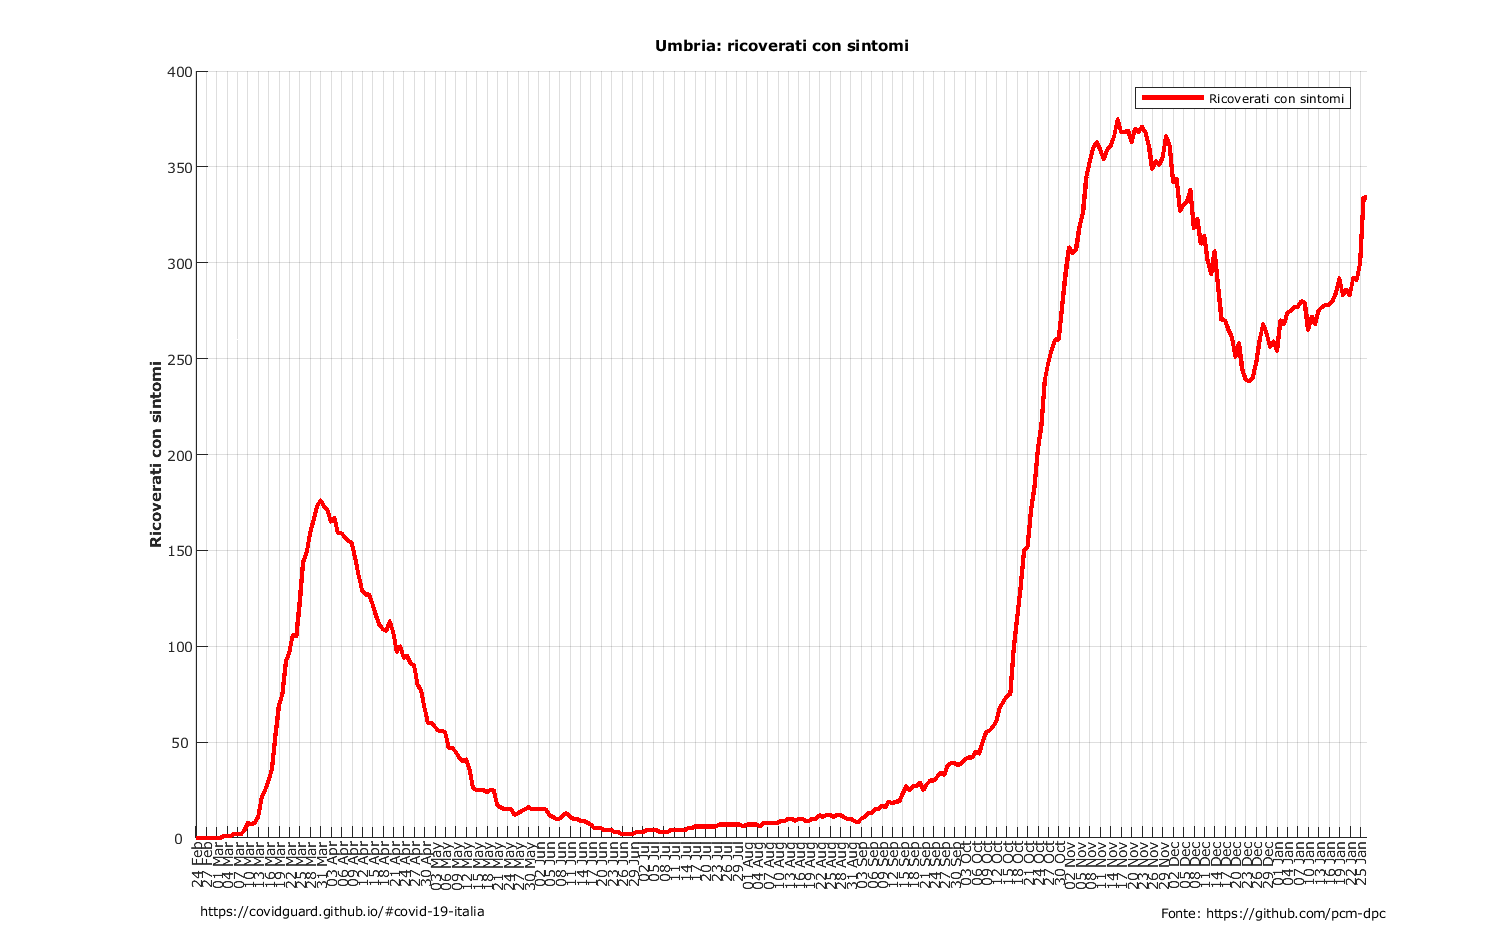 Umbria: ricoverati con sintomi
Ricoverati con sintomi
Ricoverati con sintomi
400
350
300
250
200
150
100
50
0
24 Feb
27 Feb
01 Mar
04 Mar
07 Mar
10 Mar
13 Mar
16 Mar
19 Mar
22 Mar
25 Mar
28 Mar
31 Mar
03 Apr
06 Apr
09 Apr
12 Apr
15 Apr
18 Apr
21 Apr
24 Apr
27 Apr
30 Apr
03 May
06 May
09 May
12 May
15 May
18 May
21 May
24 May
27 May
30 May
02 Jun
05 Jun
08 Jun
11 Jun
14 Jun
17 Jun
20 Jun
23 Jun
26 Jun
29 Jun
02 Jul
05 Jul
08 Jul
11 Jul
14 Jul
17 Jul
20 Jul
23 Jul
26 Jul
29 Jul
01 Aug
04 Aug
07 Aug
10 Aug
13 Aug
16 Aug
19 Aug
22 Aug
25 Aug
28 Aug
31 Aug
03 Sep
06 Sep
09 Sep
12 Sep
15 Sep
18 Sep
21 Sep
24 Sep
27 Sep
30 Sep
03 Oct
06 Oct
09 Oct
12 Oct
15 Oct
18 Oct
21 Oct
24 Oct
27 Oct
30 Oct
02 Nov
05 Nov
08 Nov
11 Nov
14 Nov
17 Nov
20 Nov
23 Nov
26 Nov
29 Nov
02 Dec
05 Dec
08 Dec
11 Dec
14 Dec
17 Dec
20 Dec
23 Dec
26 Dec
29 Dec
01 Jan
04 Jan
07 Jan
10 Jan
13 Jan
16 Jan
19 Jan
22 Jan
25 Jan
https://covidguard.github.io/#covid-19-italia
Fonte: https://github.com/pcm-dpc